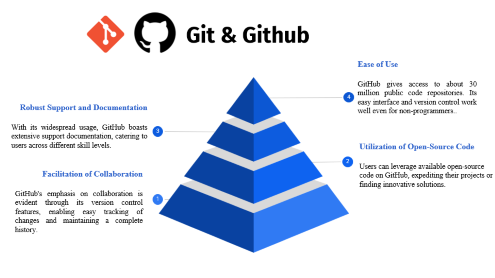 Git & Github
Ease of Use
GitHub gives access to about 30
million public code repositories. Its
easy interface and version control work
well even for non-programmers..
4
Robust Support and Documentation
With its widespread usage, GitHub boasts
extensive support documentation, catering to
users across different skill levels.
3
Utilization of Open-Source Code
Users can leverage available open-source
code on GitHub, expediting their projects or
finding innovative solutions.
2
Facilitation of Collaboration
GitHub's emphasis on collaboration is
evident through its version control
features, enabling easy tracking of
changes and maintaining a complete
history.
1